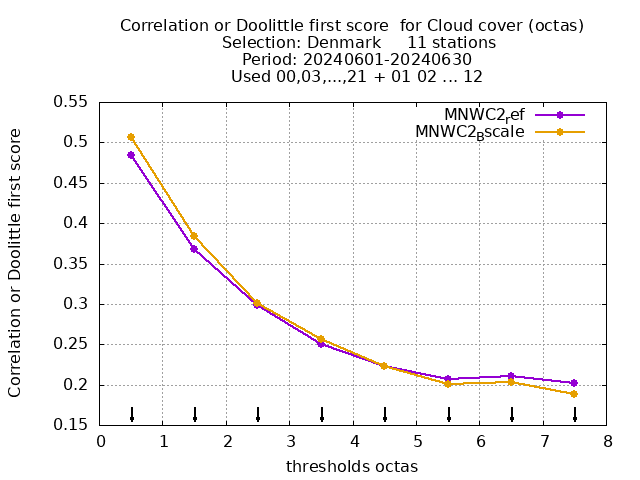 Correlation or Doolittle first score  for Cloud cover (octas)
Selection: Denmark     11 stations
Period: 20240601-20240630
Used 00,03,...,21 + 01 02 ... 12
MNWC2ref
MNWC2Bscale
Correlation or Doolittle first score
0.55
0.5
0.45
0.4
0.35
0.3
0.25
0.2
0.15
0 1 2 3 4 5 6 7 8
thresholds octas